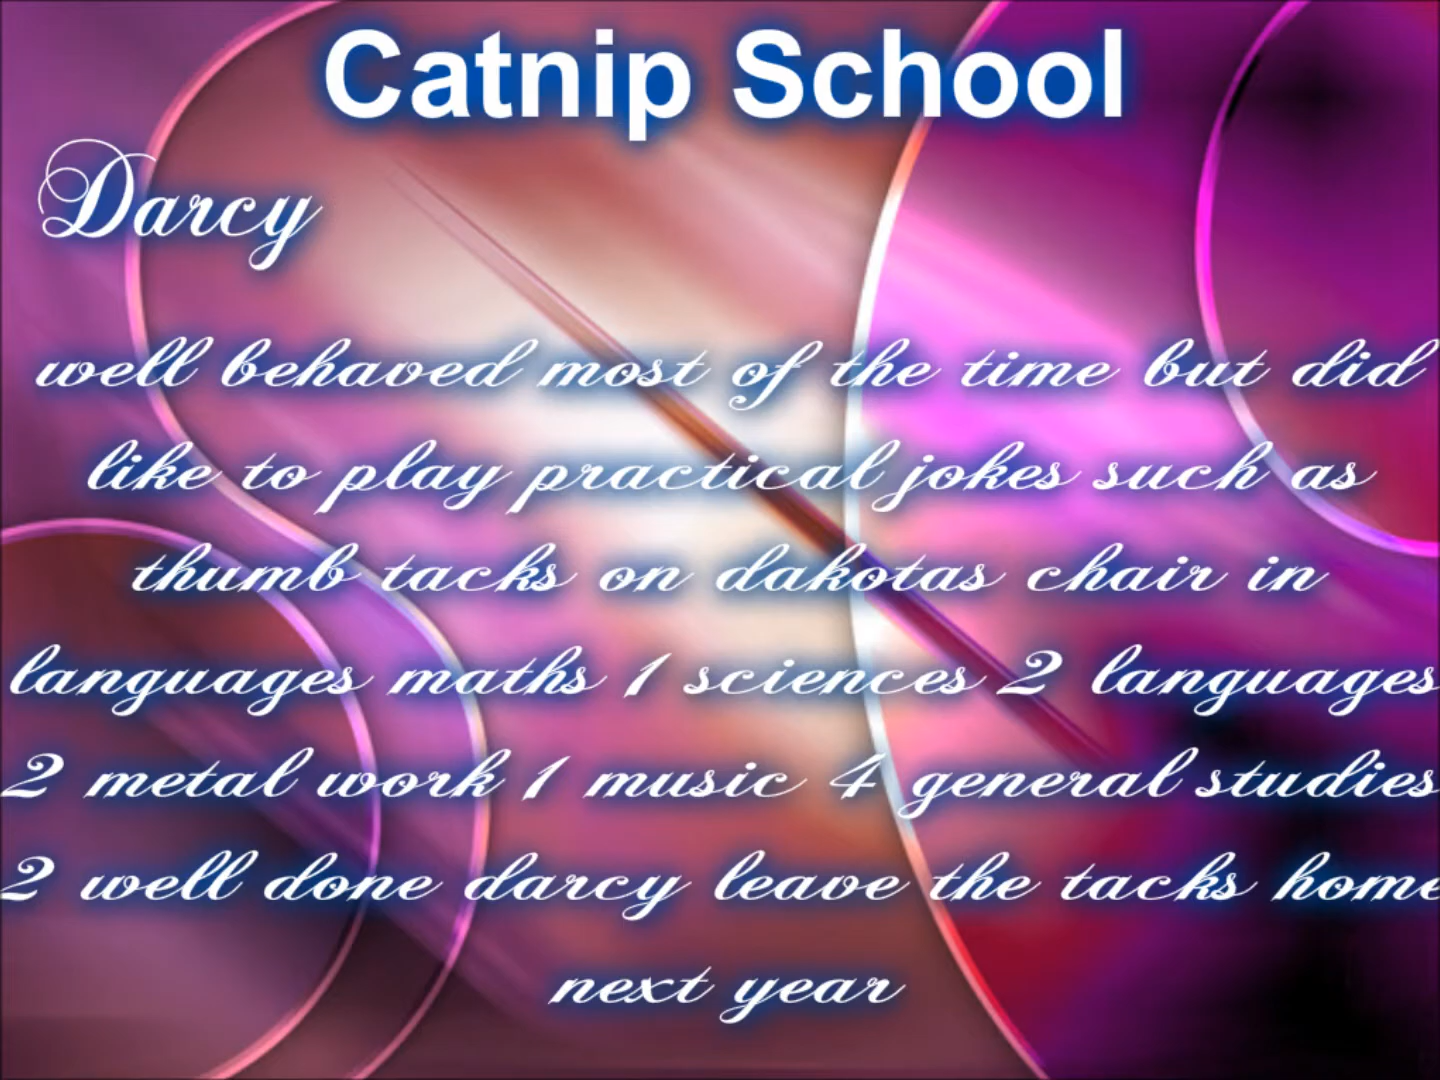 Catnip School
Darcy
well behaved most of the time but did
like to play practical jokes such as
thumb tacks on dakotas chair in
languages maths 1 sciences 2 languages
2 metal work 1 music 4 general studies
2 well done darcy leave the tacks home
next year